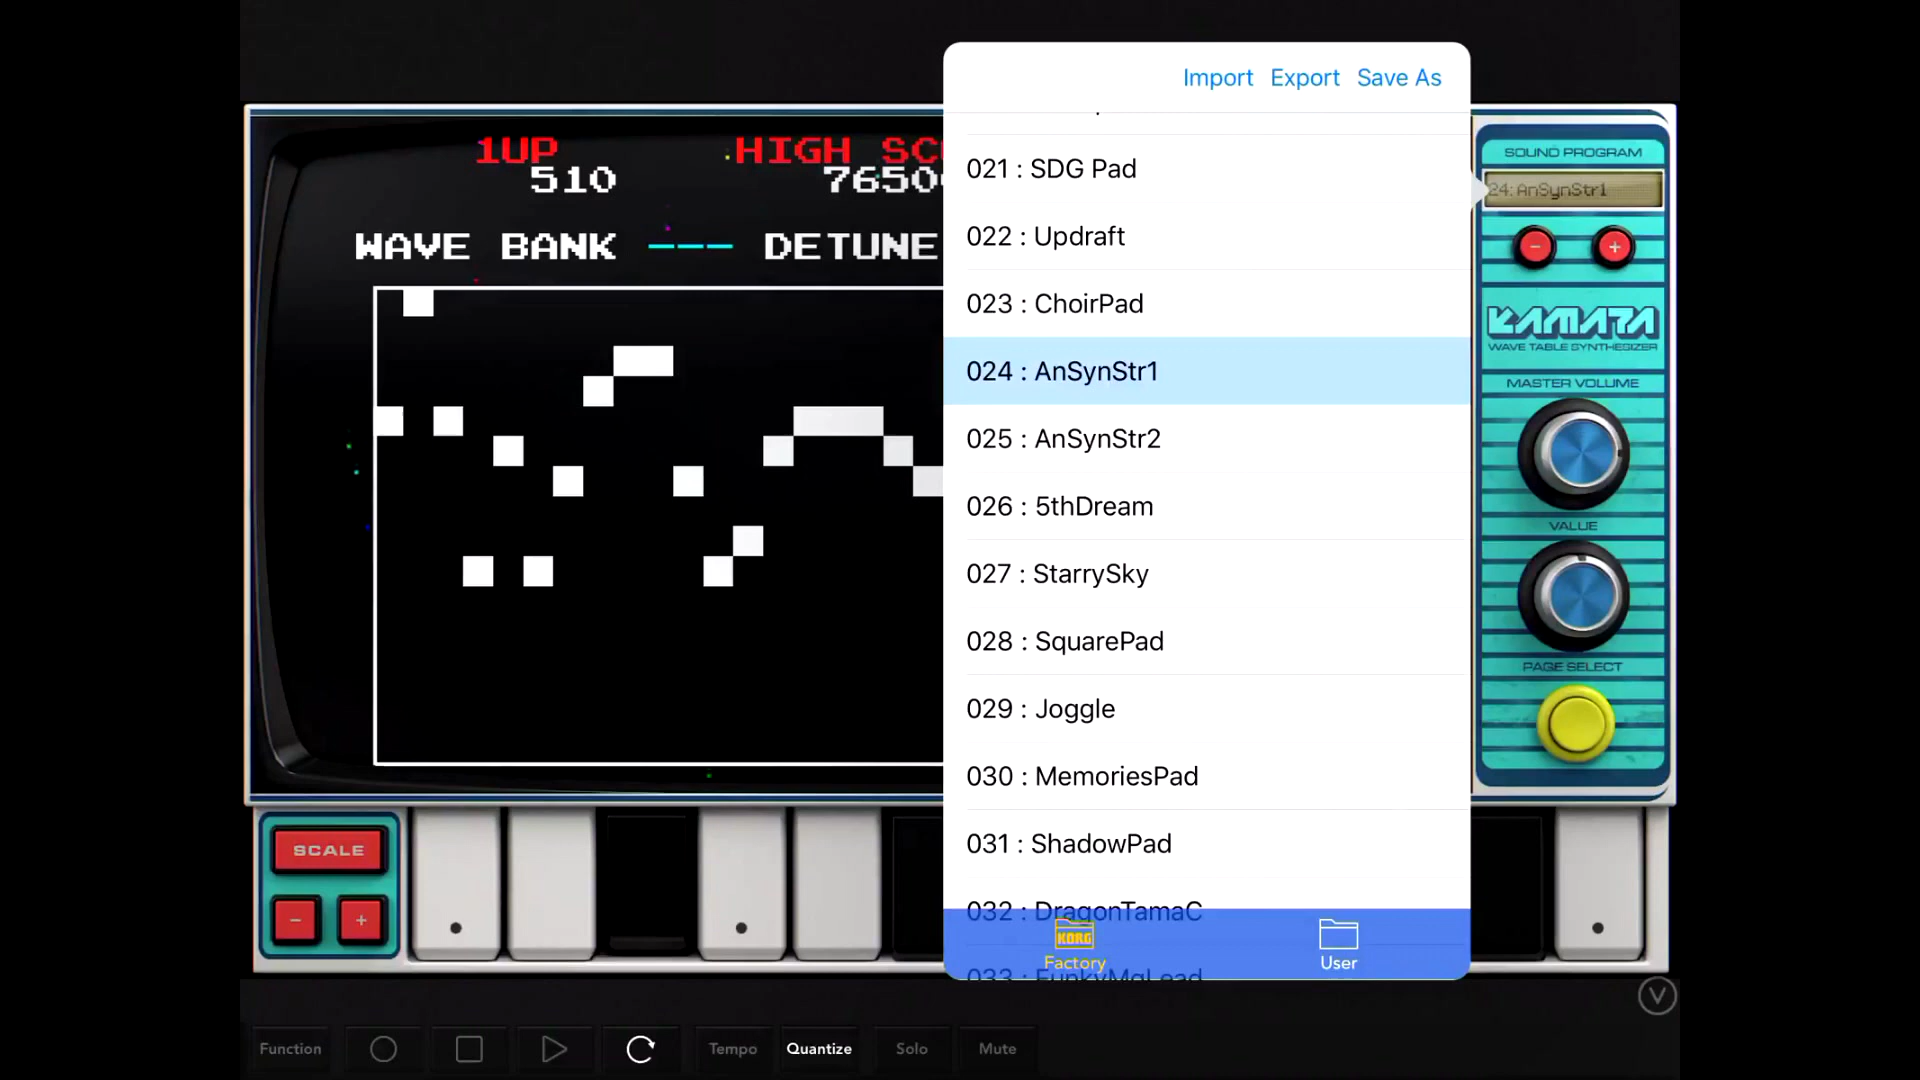 Import Export Save As
1UP
HIGH SC
510
7650
WAVE BANK --- DETUNE
021 : SDG Pad
022 : Updraft
023 : ChoirPad
024 : AnSynStr1
025 : AnSynStr2
026 : 5thDream
027 : StarrySky
028 : SquarePad
029 : Joggle
030 : MemoriesPad
031 : ShadowPad
032 : DragonTamaC
033 : FunkyMgLead
KORG
Factory
User
SOUND PROGRAM
24: AnSynStr1
- +
KAMATA
WAVE TABLE SYNTHESIZER
MASTER VOLUME
VALUE
PAGE SELECT
SCALE
- +
Function
Tempo
Quantize
Solo
Mute
V